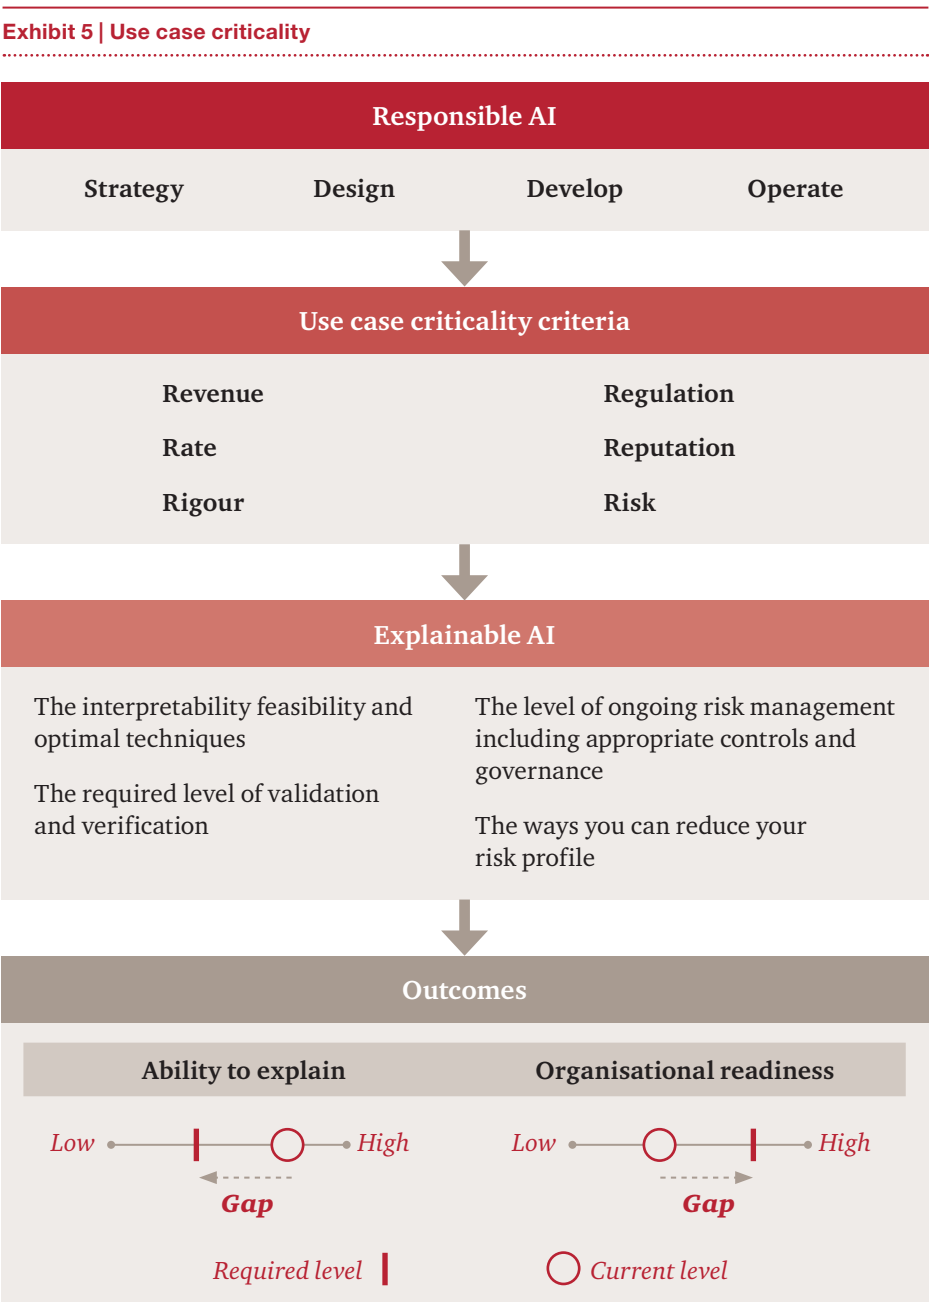 Exhibit 5 | Use case criticality
Responsible AI
Strategy Design Develop Operate
Use case criticality criteria
Revenue
Rate
Rigour
Regulation
Reputation
Risk
Explainable AI
The interpretability feasibility and
optimal techniques
The required level of validation
and verification
The level of ongoing risk management
including appropriate controls and
governance
The ways you can reduce your
risk profile
Outcomes
Ability to explain
Low High
Gap
Organisational readiness
Low High
Gap
Required level
Current level